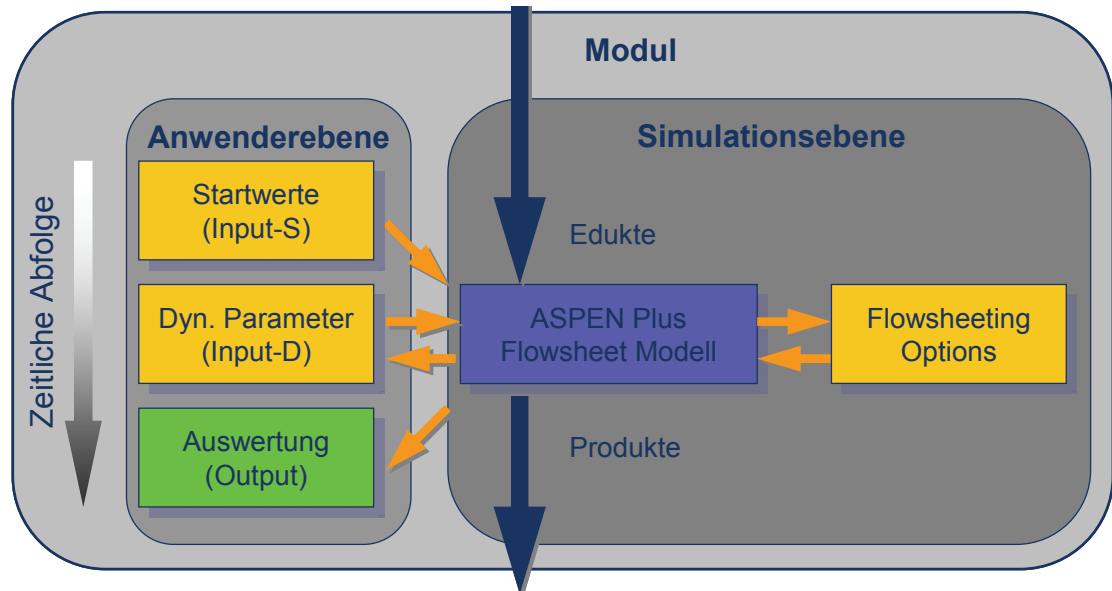 Modul
Anwenderebene
Simulationsebene
Zeitliche Abfolge
Startwerte
(Input-S)
Edukte
Dyn. Parameter
(Input-D)
ASPEN Plus
Flowsheet Modell
Flowsheeting
Options
Auswertung
(Output)
Produkte